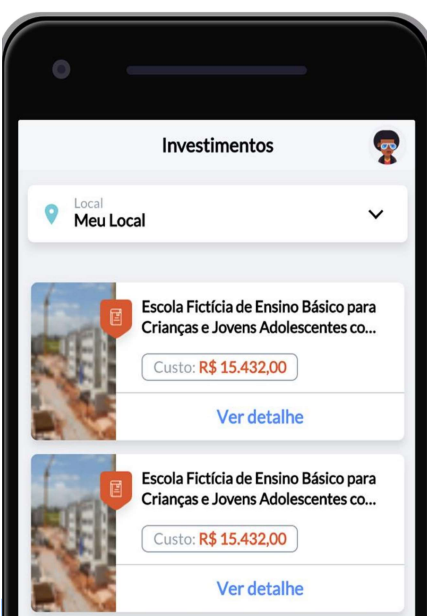 Investimentos
Local
Meu Local
Escola Fictícia de Ensino Básico para
Crianças e Jovens Adolescentes co...
Custo: R$ 15.432,00
Ver detalhe
Escola Fictícia de Ensino Básico para
Crianças e Jovens Adolescentes co...
Custo: R$ 15.432,00
Ver detalhe